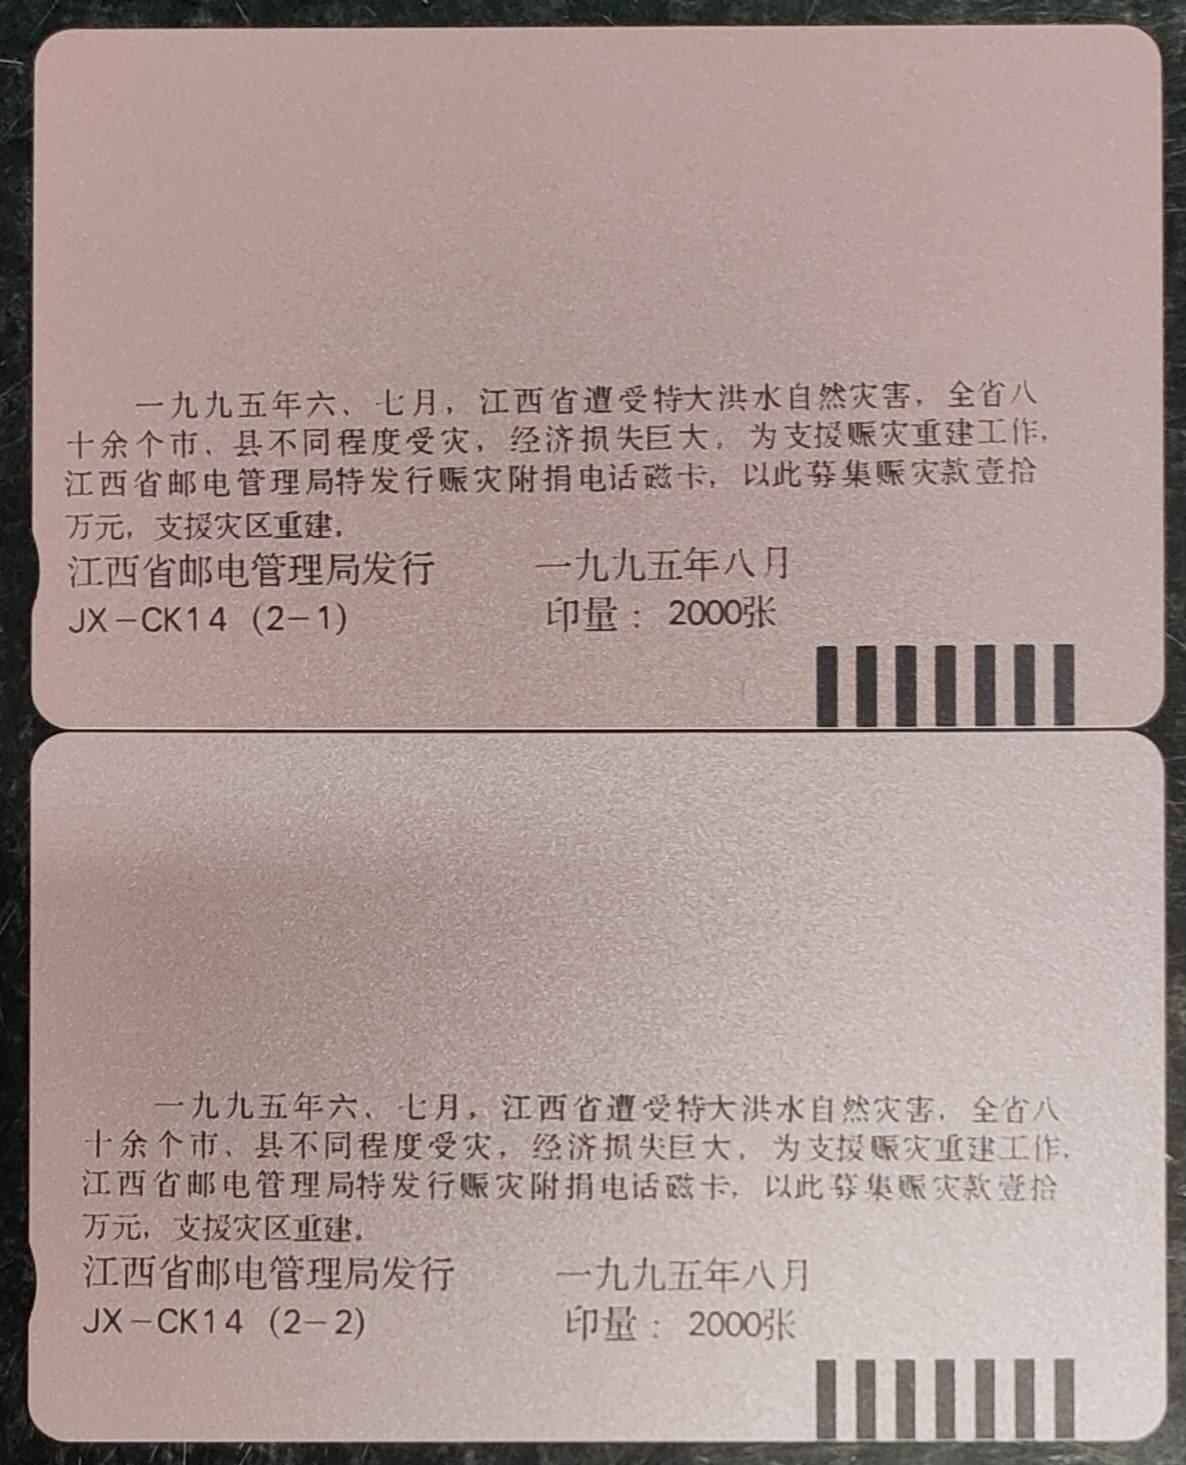 一九九五年六、七月，江西省遭受特大洪水自然灾害，全省八
十余个市、县不同程度受灾，经济损失巨大，为支援赈灾重建工作，
江西省邮电管理局特发行赈灾附捐电话磁卡，以此募集赈灾款壹拾
万元，支援灾区重建。
江西省邮电管理局发行 一九九五年八月
JX-CK14 (2-1) 印量：2000张
一九九五年六、七月，江西省遭受特大洪水自然灾害，全省八
十余个市、县不同程度受灾，经济损失巨大，为支援赈灾重建工作，
江西省邮电管理局特发行赈灾附捐电话磁卡，以此募集赈灾款壹拾
万元，支援灾区重建。
江西省邮电管理局发行 一九九五年八月
JX-CK14 (2-2) 印量：2000张